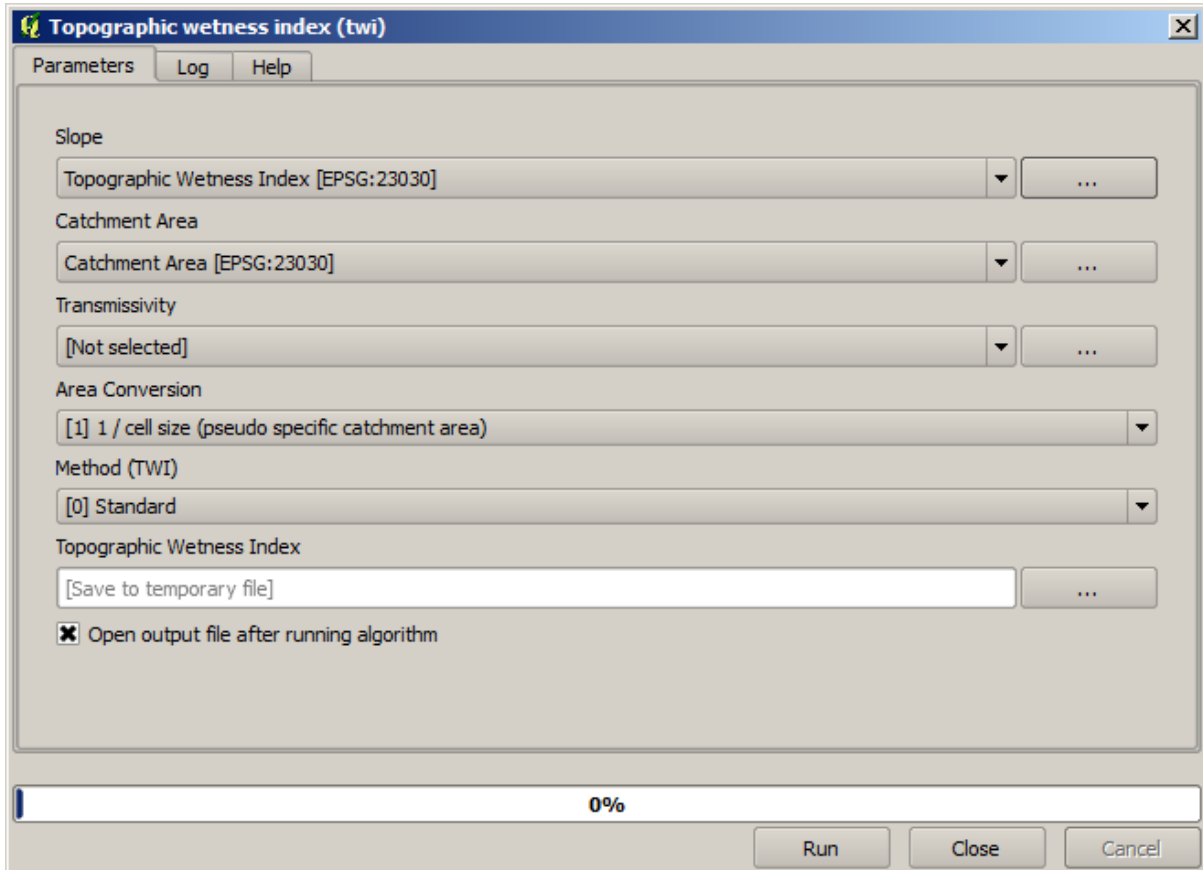 Topographic wetness index (twi)
Parameters Log Help
Slope
Topographic Wetness Index [EPSG:23030] ...
Catchment Area
Catchment Area [EPSG:23030] ...
Transmissivity
[Not selected] ...
Area Conversion
[1] 1 / cell size (pseudo specific catchment area)
Method (TWI)
[0] Standard
Topographic Wetness Index
[Save to temporary file] ...
Open output file after running algorithm
0%
Run Close Cancel